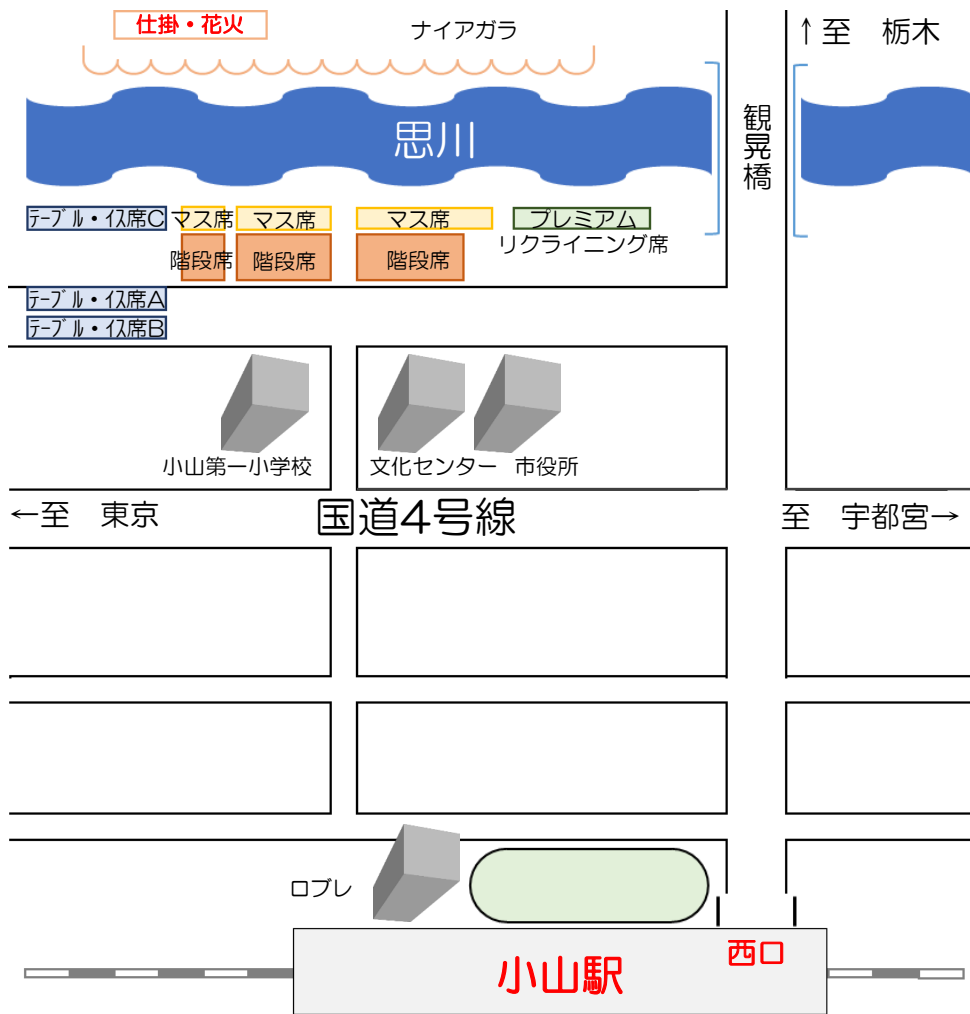 仕掛・花火
ナイアガラ
↑至　栃木
思川
観晃橋
テーブル・イス席C
マス席
マス席
マス席
プレミアム
リクライニング席
階段席
階段席
階段席
テーブル・イス席A
テーブル・イス席B
小山第一小学校
文化センター
市役所
←至　東京
国道4号線
至　宇都宮→
ロブレ
西口
小山駅